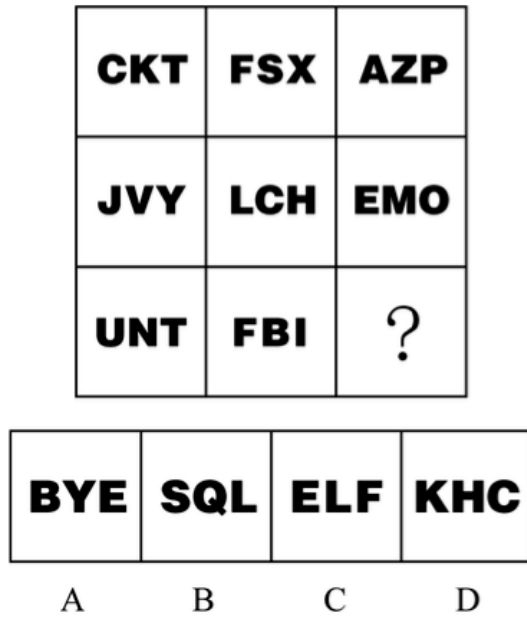 CKT FSX AZP
JVY LCH EMO
UNT FBI ?
BYE SQL ELF KHC
A B C D